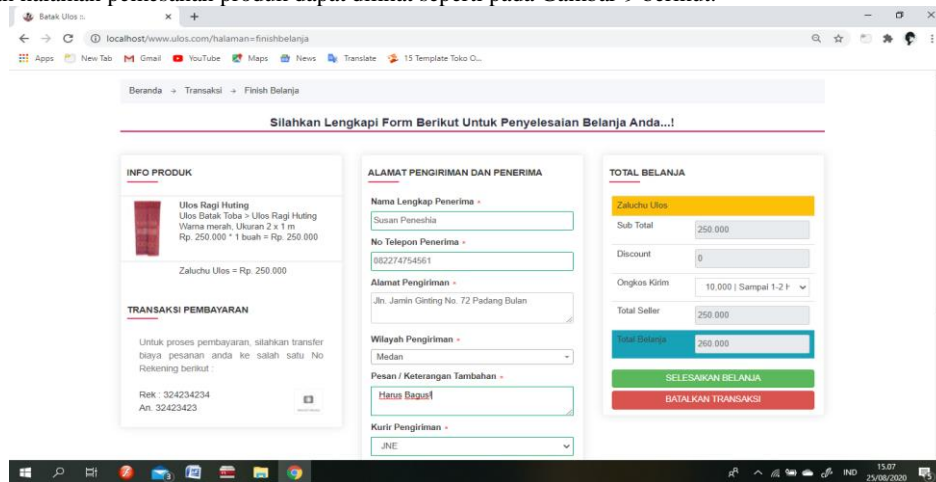 halaman pemesanan produk dapat dilihat seperti pada Gambar 9 berikut.
Batak Ulos ::.
localhost/www.ulos.com/halaman=finishbelanja
Apps New Tab Gmail YouTube Maps News Translate 15 Template Toko O...
Beranda → Transaksi → Finish Belanja
Silahkan Lengkapi Form Berikut Untuk Penyelesaian Belanja Anda...!
INFO PRODUK
Ulos Ragi Huting
Ulos Batak Toba > Ulos Ragi Huting
Warna merah, Ukuran 2 x 1 m
Rp. 250.000 * 1 buah = Rp. 250.000
Zaluchu Ulos = Rp. 250.000
TRANSAKSI PEMBAYARAN
Untuk proses pembayaran, silahkan transfer
biaya pesanan anda ke salah satu No
Rekening berikut :
Rek : 324234234
An. 32423423
ALAMAT PENGIRIMAN DAN PENERIMA
Nama Lengkap Penerima *
Susan Peneshia
No Telepon Penerima *
082274754561
Alamat Pengiriman *
Jln. Jamin Ginting No. 72 Padang Bulan
Wilayah Pengiriman *
Medan
Pesan / Keterangan Tambahan *
Harus Bagus!
Kurir Pengiriman *
JNE
TOTAL BELANJA
Zaluchu Ulos
Sub Total 250.000
Discount 0
Ongkos Kirim 10.000 | Sampai 1-2 H
Total Seller 250.000
Total Belanja 260.000
SELESAIKAN BELANJA
BATALKAN TRANSAKSI
IND
15.07
25/08/2020